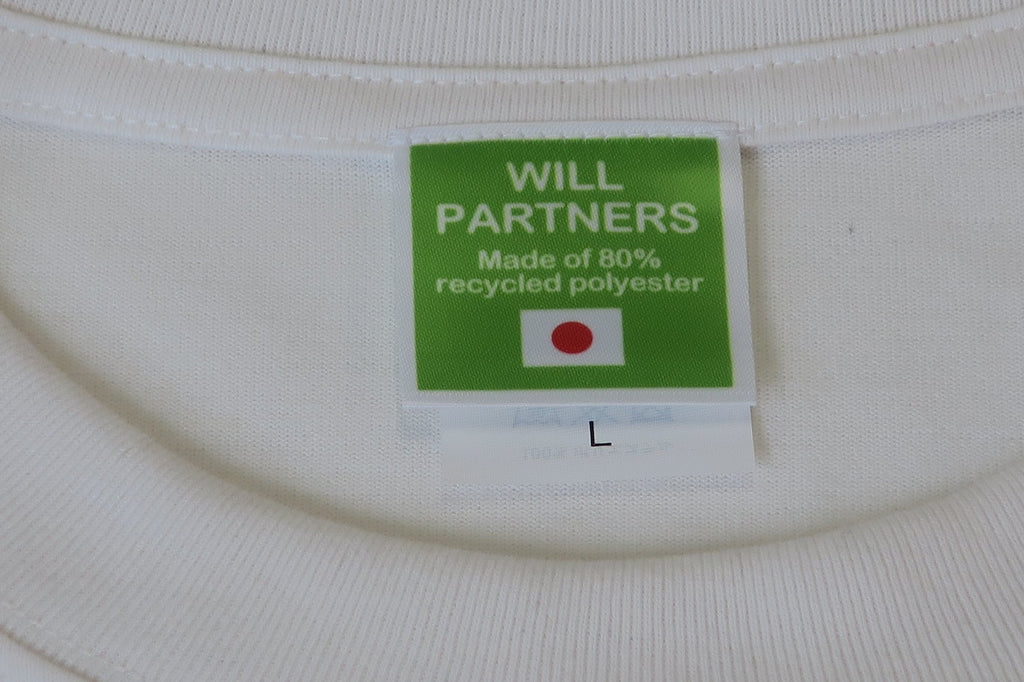 WILL
PARTNERS
Made of 80%
recycled polyester
L